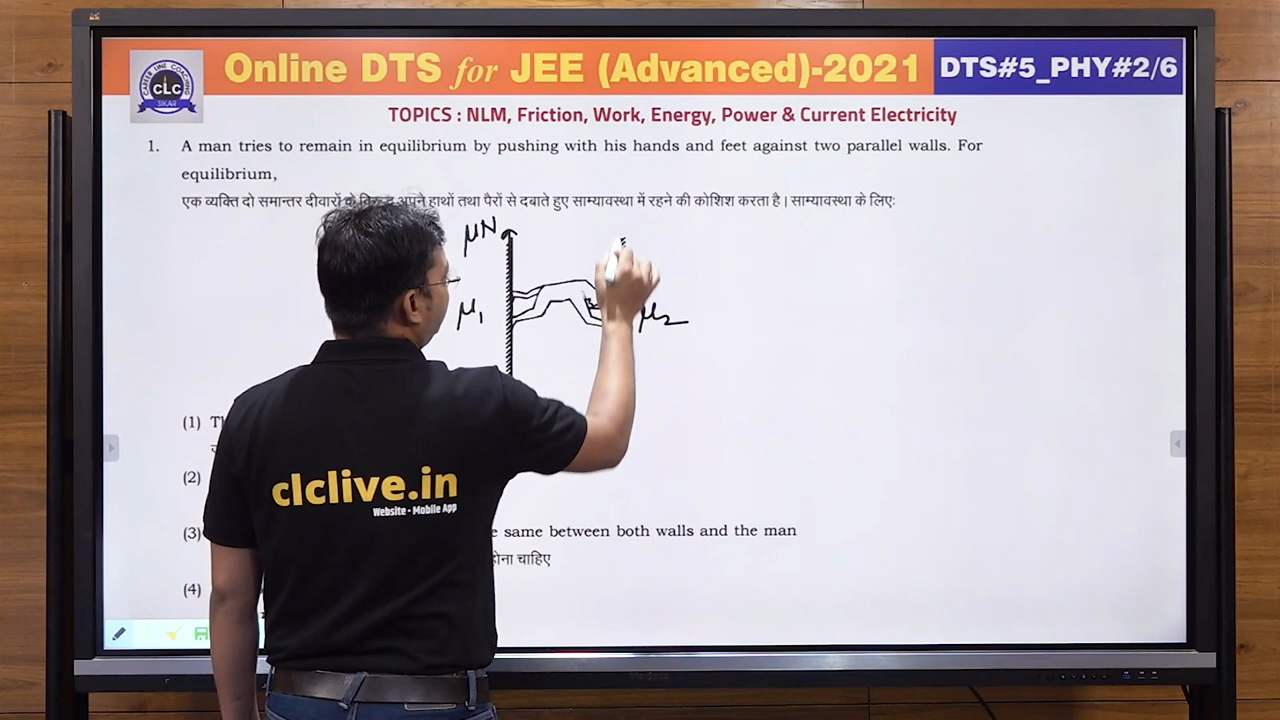 Online DTS for JEE (Advanced)-2021
DTS#5_PHY#2/6
CAREER LINE COACHING
CLC
SIKAR
TOPICS : NLM, Friction, Work, Energy, Power & Current Electricity
1. A man tries to remain in equilibrium by pushing with his hands and feet against two parallel walls. For
equilibrium,
एक व्यक्ति दो समान्तर दीवारों के अपने हाथों तथा पैरों से दबाते हुए साम्यावस्था में रहने की कोशिश करता है। साम्यावस्था के लिए:
μN
μ1
μ2
(1)
(2)
(3) same between both walls and the man
होना चाहिए
(4)
clclive.in
Website - Mobile App